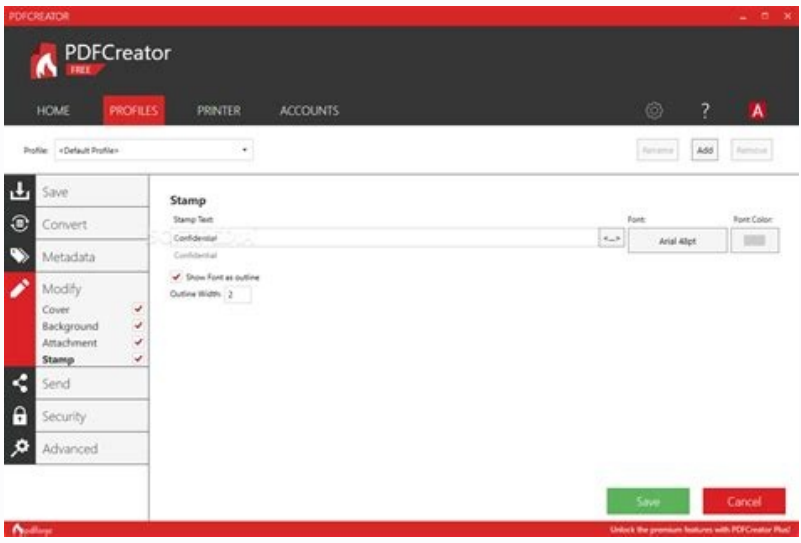 PDFCREATOR
PDFCreator
FREE
HOME PROFILES PRINTER ACCOUNTS ? A
Profile: <Default Profile>
Rename Add Remove
Save
Convert
Metadata
Modify
Cover
Background
Attachment
Stamp
Send
Security
Advanced
Stamp
Stamp Text: Font: Font Color:
Confidential <...> Arial 48pt
Confidential
Show Font as outline
Outline Width: 2
Save Cancel
pdfforge Unlock the premium features with PDFCreator Plus!